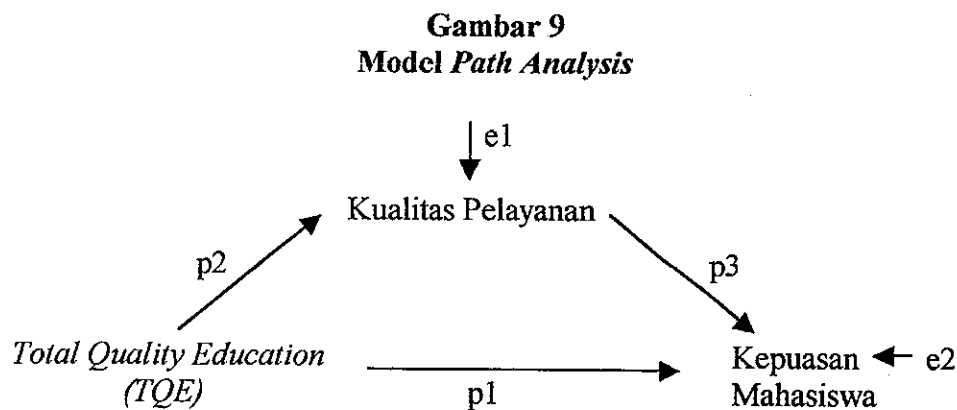 Gambar 9
Model Path Analysis
e1
Kualitas Pelayanan
p2
p3
Total Quality Education
(TQE)
p1
Kepuasan
Mahasiswa
e2